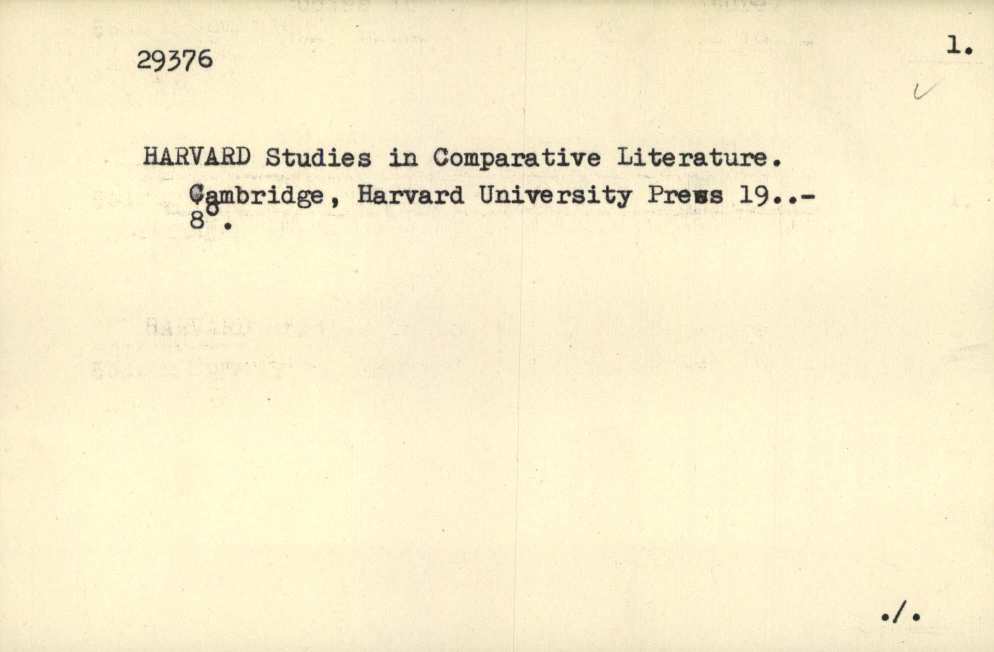 29376
1.
HARVARD Studies in Comparative Literature.
Cambridge, Harvard University Press 19..-
8°.
./.